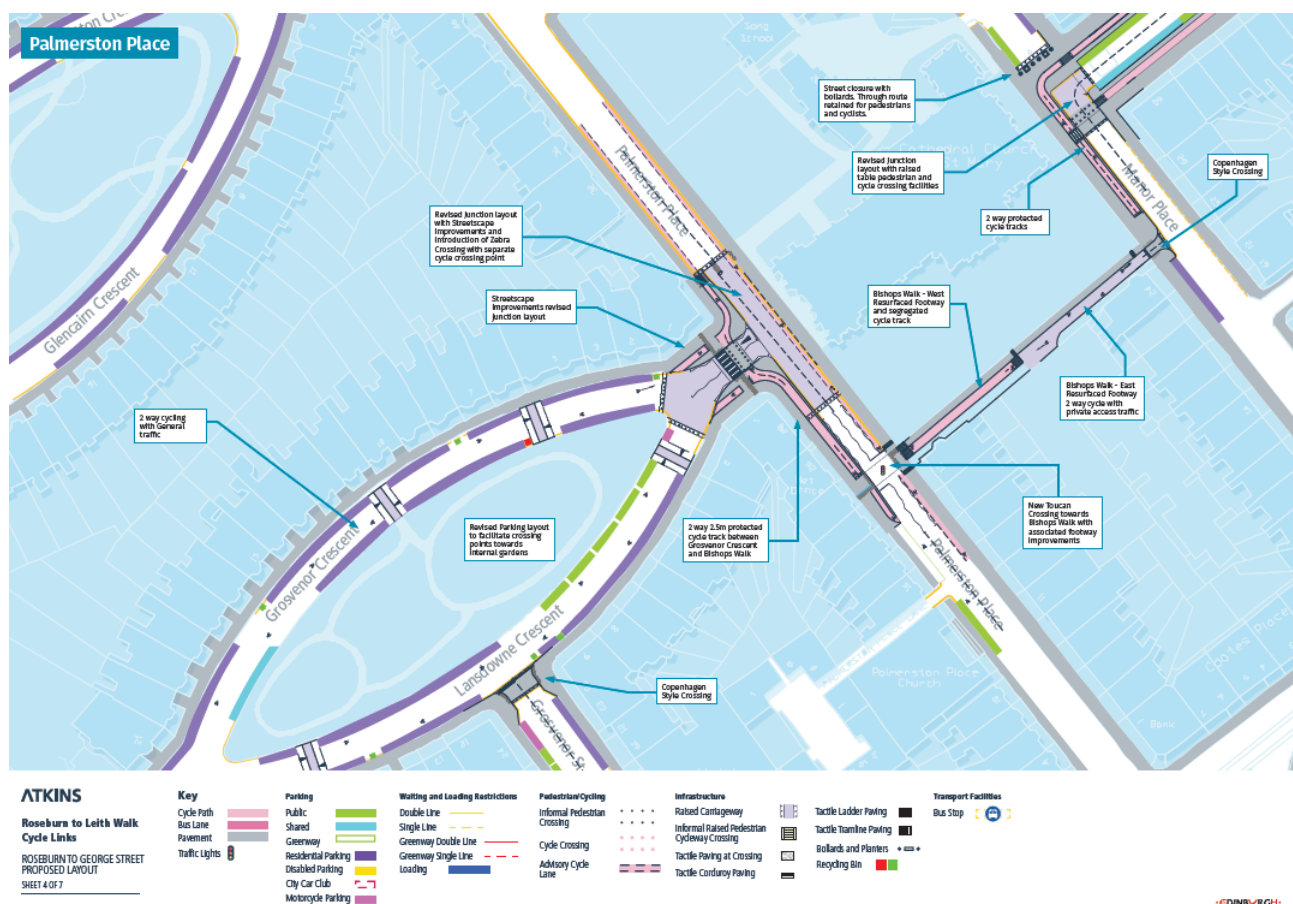 Palmerston Place
Song
School
Palmerston Place
Street closure with
bollards. Through route
retained for pedestrians
and cyclists.
Revised Junction
layout with raised
table pedestrian and
cycle crossing facilities
Manor Place
Copenhagen
Style Crossing
2 way protected
cycle tracks
Revised Junction layout
with Streetscape
Improvements and
introduction of Zebra
Crossing with separate
cycle crossing point
Streetscape
Improvements revised
Junction layout
Glencairn Crescent
Bishops Walk - West
Resurfaced Footway
and segregated
cycle track
Bishops Walk - East
Resurfaced Footway
2 way cycle with
private access traffic
2 way cycling
with General
traffic
Grosvenor Crescent
Revised Parking layout
to facilitate crossing
points towards
internal gardens
2 way 2.5m protected
cycle track between
Grosvenor Crescent
and Bishops Walk
New Toucan
Crossing towards
Bishops Walk with
associated footway
improvements
Palmerston Place
Lansdowne Crescent
Palmerston Place
Church
Coates Place
Bank
Copenhagen
Style Crossing
Grosvenor St
ATKINS
Roseburn to Leith Walk
Cycle Links
ROSEBURN TO GEORGE STREET
PROPOSED LAYOUT
SHEET 4 OF 7
Key
Cycle Path
Bus Lane
Pavement
Traffic Lights
Parking
Public
Shared
Greenway
Residential Parking
Disabled Parking
City Car Club
Motorcycle Parking
Waiting and Loading Restrictions
Double Line
Single Line
Greenway Double Line
Greenway Single Line
Loading
Pedestrian/Cycling
Informal Pedestrian
Crossing
Cycle Crossing
Advisory Cycle
Lane
Infrastructure
Raised Carriageway
Informal Raised Pedestrian
Cycleway Crossing
Tactile Paving at Crossing
Tactile Corduroy Paving
Tactile Ladder Paving
Tactile Tramline Paving
Bollards and Planters
Recycling Bin
Transport Facilities
Bus Stop